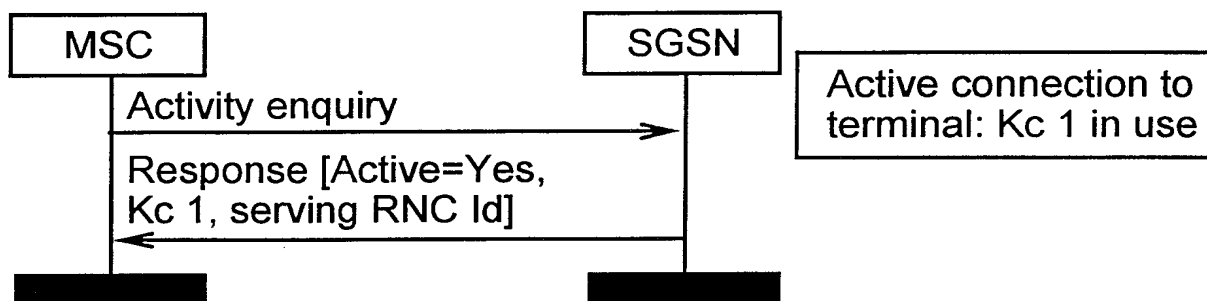 MSC
SGSN
Active connection to
terminal: Kc 1 in use
Activity enquiry
Response [Active=Yes,
Kc 1, serving RNC Id]